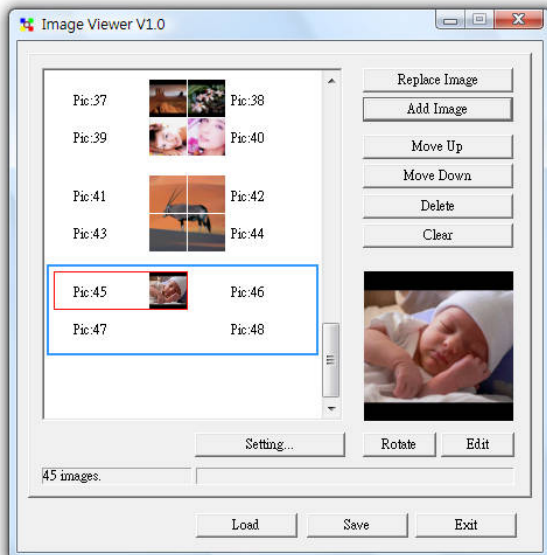 Image Viewer V1.0
Pic:37 Pic:38
Pic:39 Pic:40
Pic:41 Pic:42
Pic:43 Pic:44
Pic:45 Pic:46
Pic:47 Pic:48
Replace Image
Add Image
Move Up
Move Down
Delete
Clear
Setting...
Rotate
Edit
45 images.
Load
Save
Exit